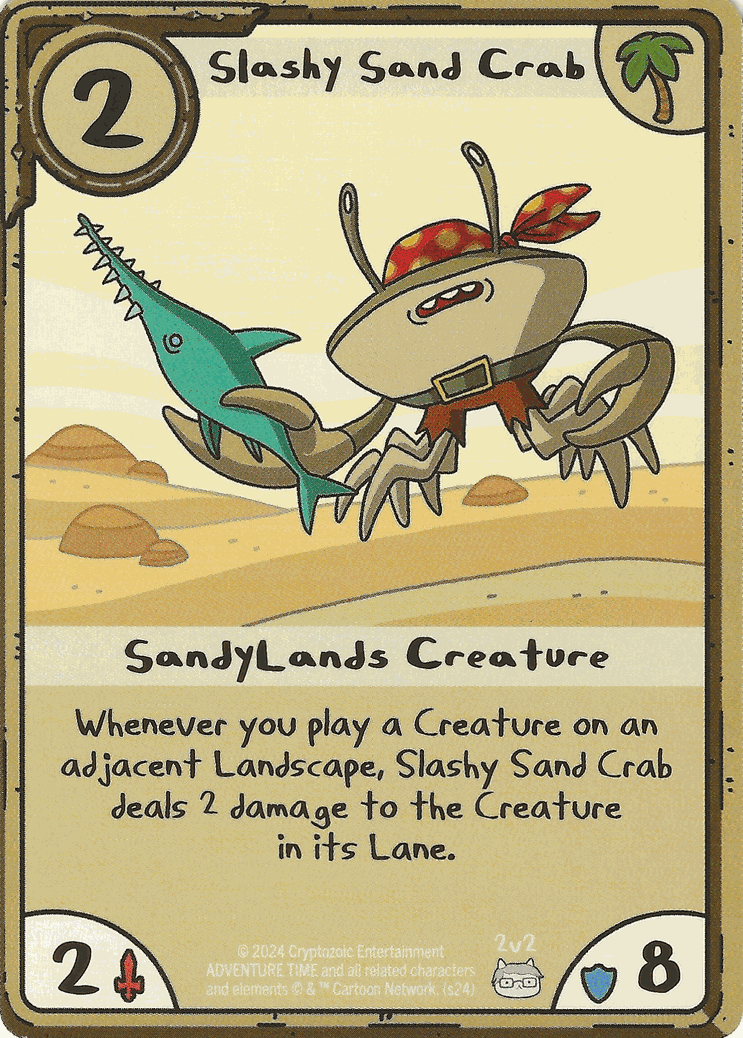 2
Slashy Sand Crab
SandyLands Creature
Whenever you play a Creature on an
adjacent Landscape, Slashy Sand Crab
deals 2 damage to the Creature
in its Lane.
2
© 2024 Cryptozoic Entertainment
ADVENTURE TIME and all related characters
and elements © & ™ Cartoon Network. (s24)
2v2
8